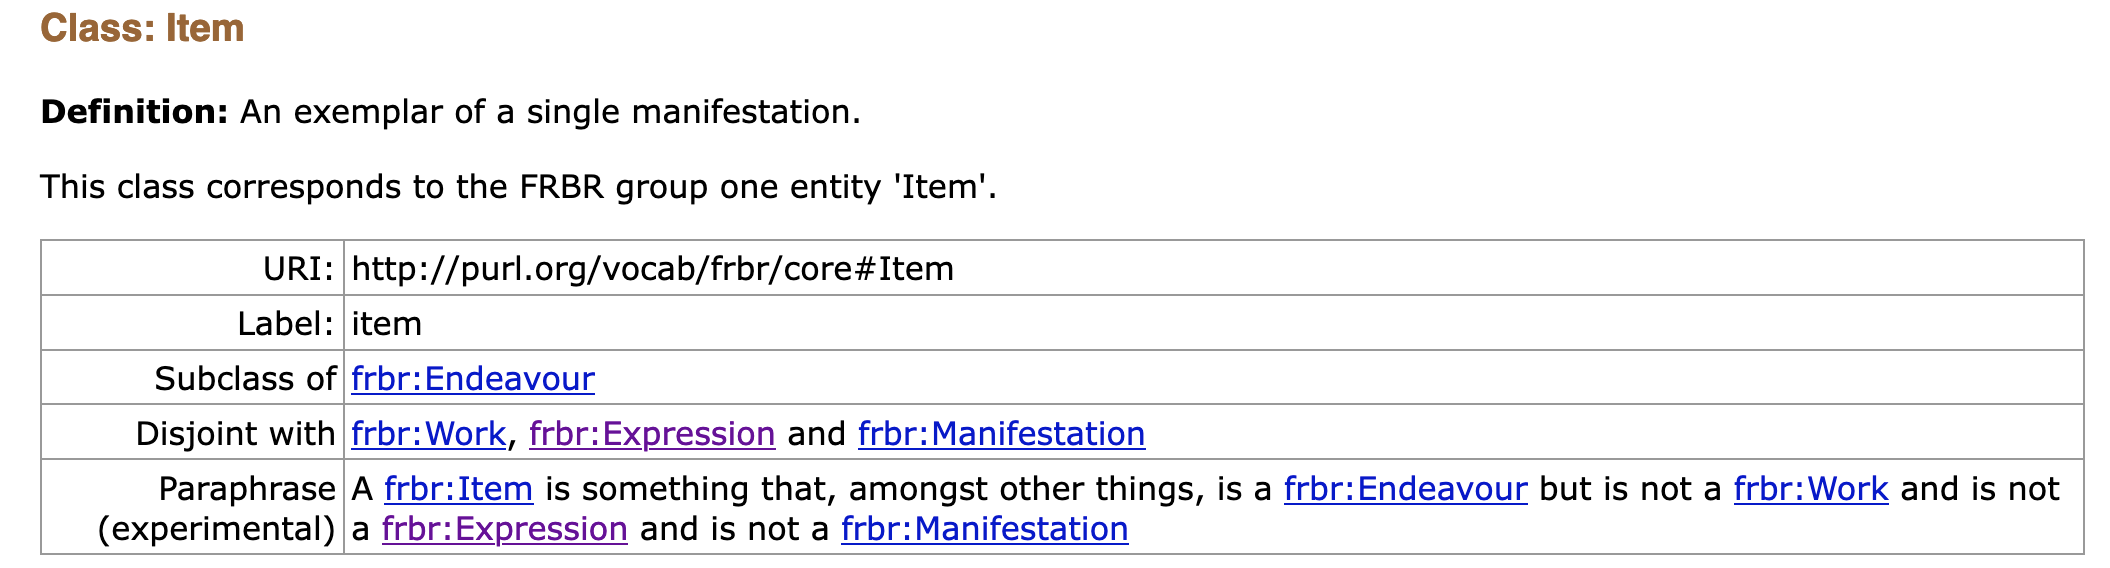 Class: Item
Definition: An exemplar of a single manifestation.
This class corresponds to the FRBR group one entity 'Item'.
URI: http://purl.org/vocab/frbr/core#Item
Label: item
Subclass of frbr:Endeavour
Disjoint with frbr:Work, frbr:Expression and frbr:Manifestation
Paraphrase A frbr:Item is something that, amongst other things, is a frbr:Endeavour but is not a frbr:Work and is not
(experimental) a frbr:Expression and is not a frbr:Manifestation